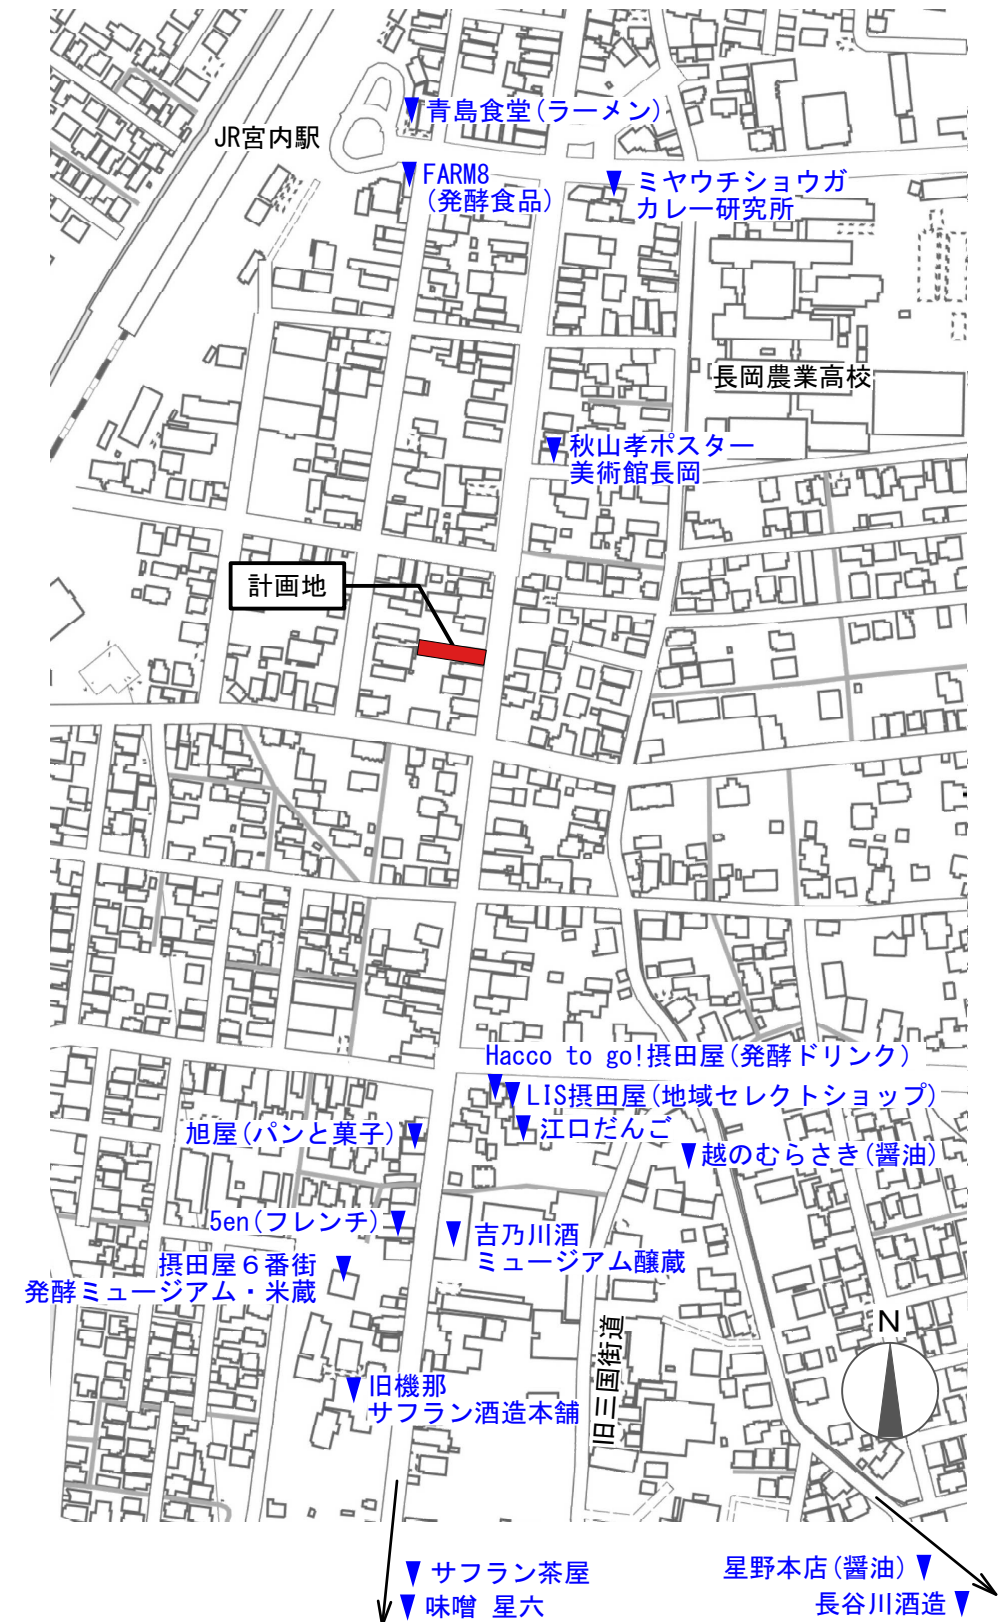 青島食堂(ラーメン)
JR宮内駅
FARM8
(発酵食品)
ミヤウチショウガ
カレー研究所
長岡農業高校
秋山孝ポスター
美術館長岡
計画地
Hacco to go!摂田屋(発酵ドリンク)
LIS摂田屋(地域セレクトショップ)
旭屋(パンと菓子)
江口だんご
越のむらさき(醤油)
5en(フレンチ)
吉乃川酒
ミュージアム醸蔵
摂田屋6番街
発酵ミュージアム・米蔵
N
旧三国街道
旧機那
サフラン酒造本舗
サフラン茶屋
味噌 星六
星野本店(醤油)
長谷川酒造